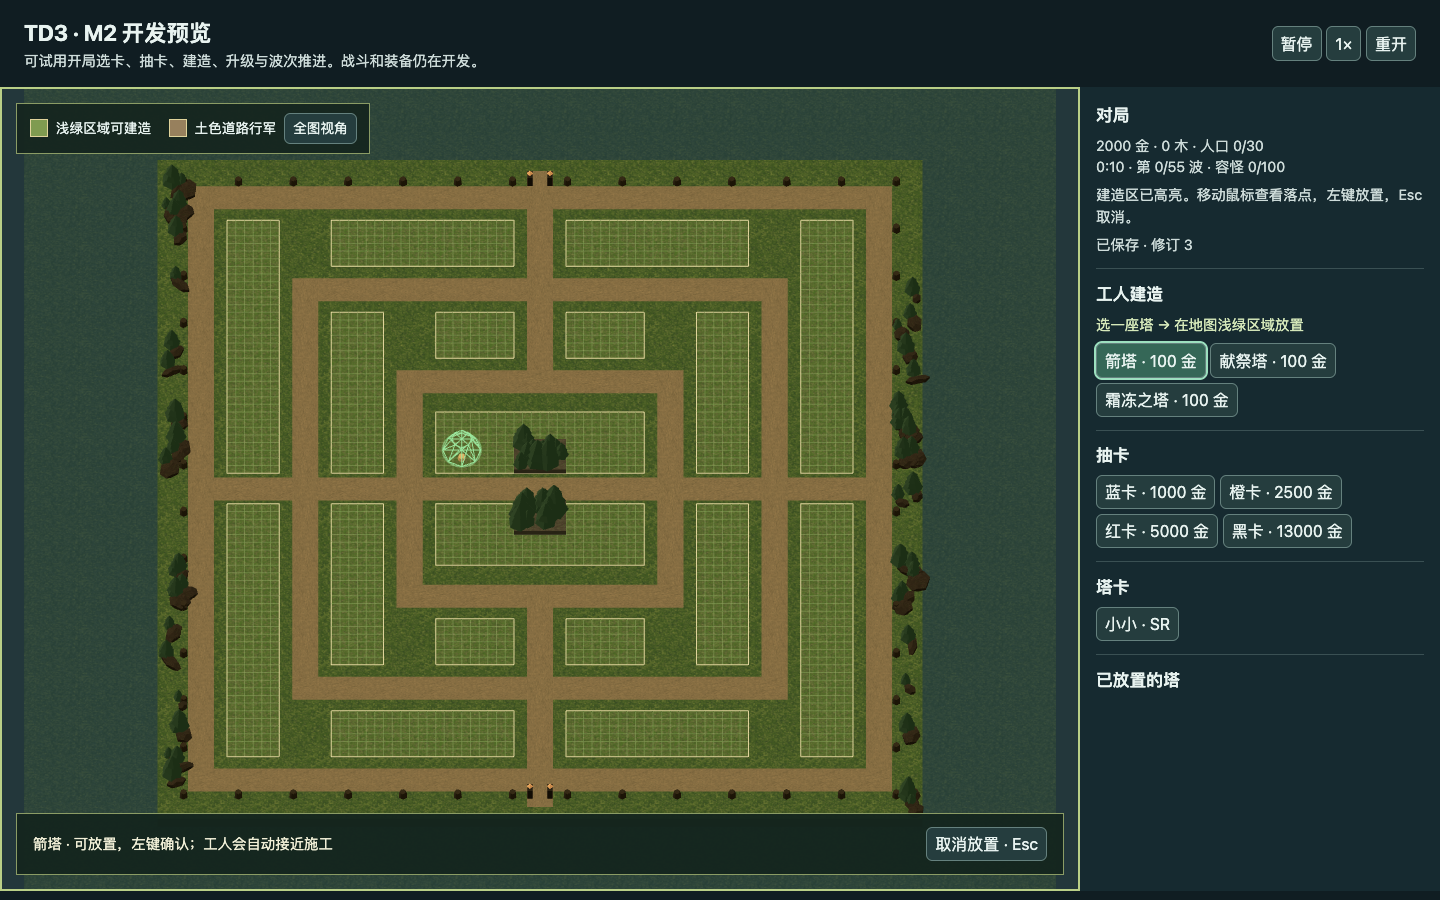 TD3 · M2 开发预览
可试用开局选卡、抽卡、建造、升级与波次推进。战斗和装备仍在开发。
暂停 1× 重开
浅绿区域可建造 土色道路行军 全图视角
对局
2000 金 · 0 木 · 人口 0/30
0:10 · 第 0/55 波 · 容怪 0/100
建造区已高亮。移动鼠标查看落点，左键放置，Esc
取消。
已保存 · 修订 3
工人建造
选一座塔 → 在地图浅绿区域放置
箭塔 · 100 金 献祭塔 · 100 金
霜冻之塔 · 100 金
抽卡
蓝卡 · 1000 金 橙卡 · 2500 金
红卡 · 5000 金 黑卡 · 13000 金
塔卡
小小 · SR
已放置的塔
箭塔 · 可放置，左键确认；工人会自动接近施工
取消放置 · Esc